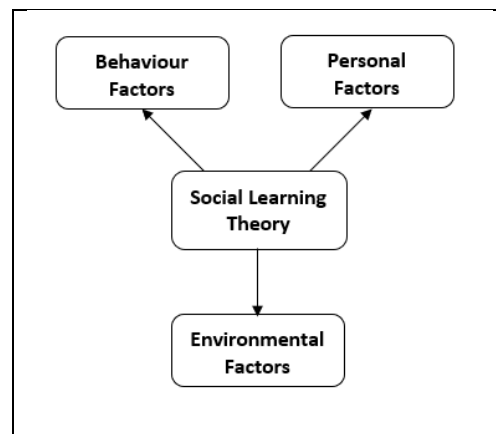 Behaviour
Factors
Personal
Factors
Social Learning
Theory
Environmental
Factors